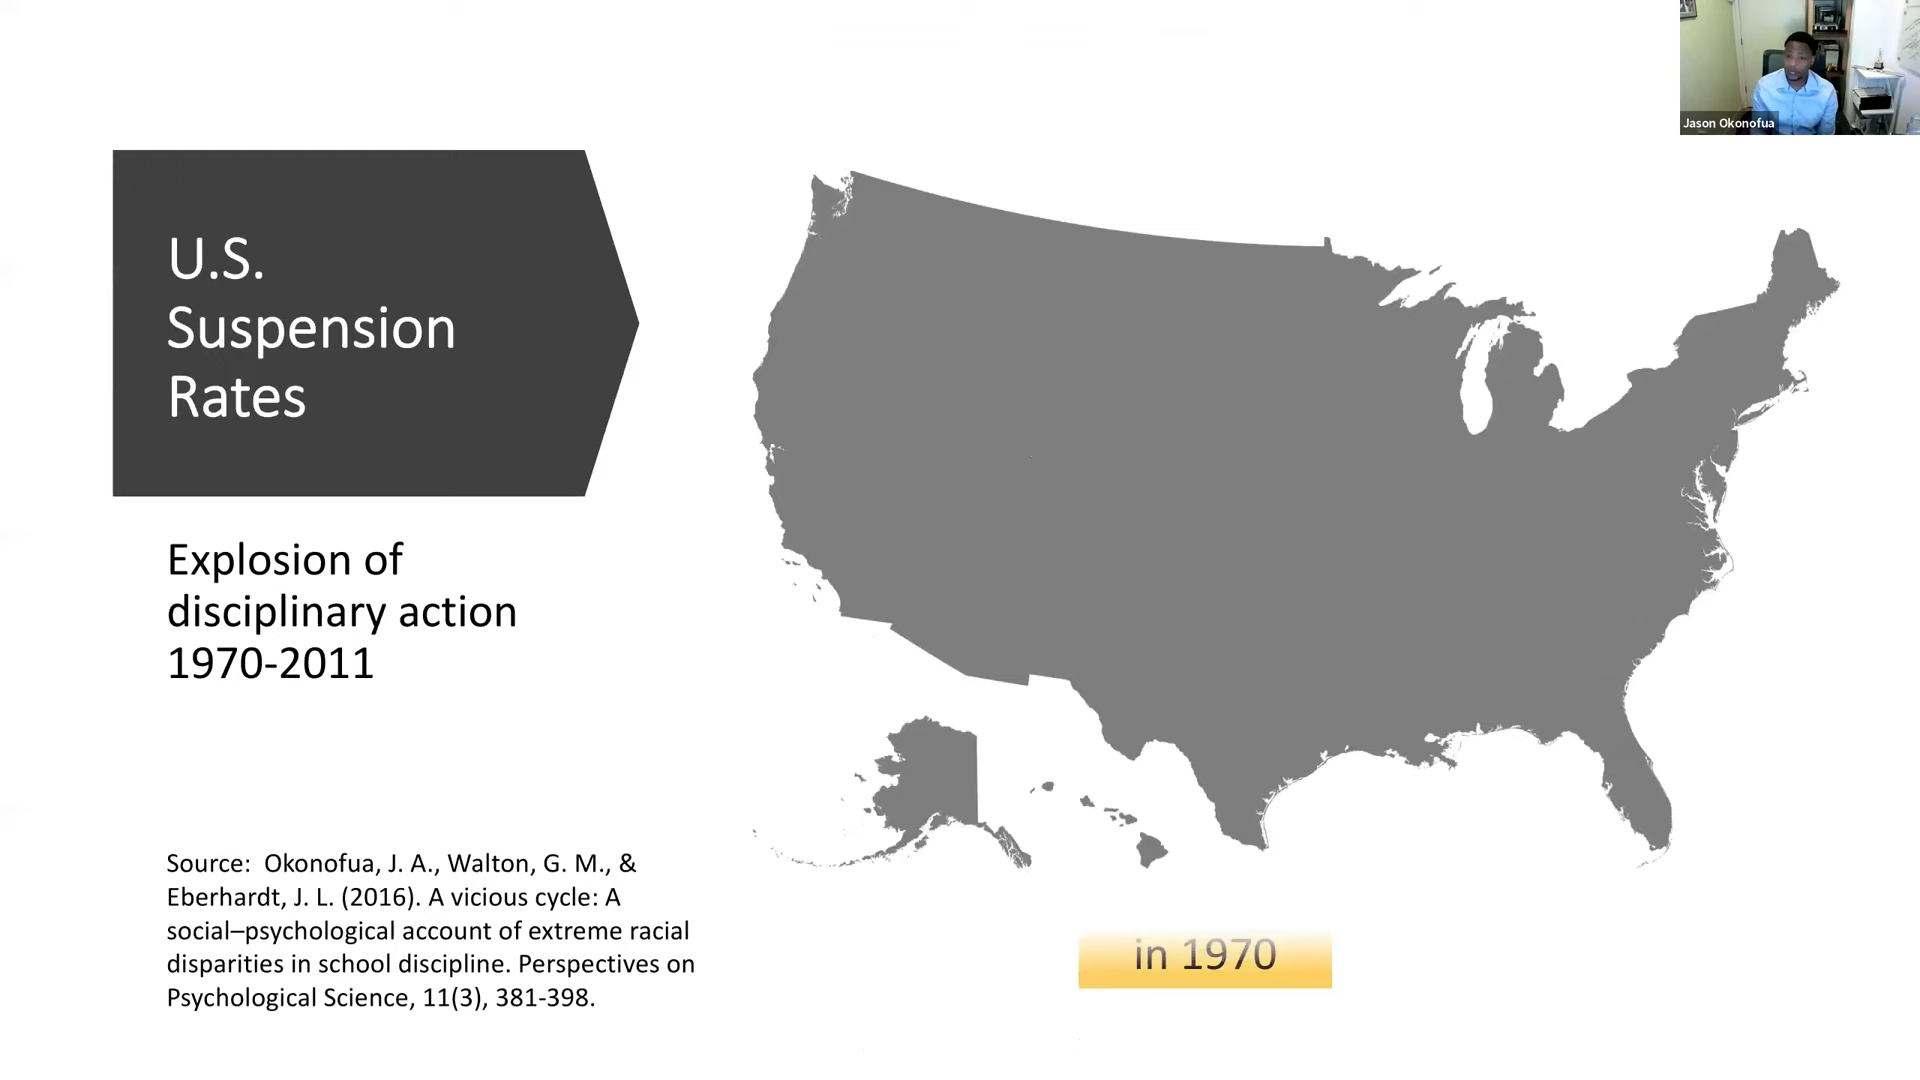 Jason Okonofua
U.S.
Suspension
Rates
Explosion of
disciplinary action
1970-2011
Source:  Okonofua, J. A., Walton, G. M., &
Eberhardt, J. L. (2016). A vicious cycle: A
social–psychological account of extreme racial
disparities in school discipline. Perspectives on
Psychological Science, 11(3), 381-398.
in 1970